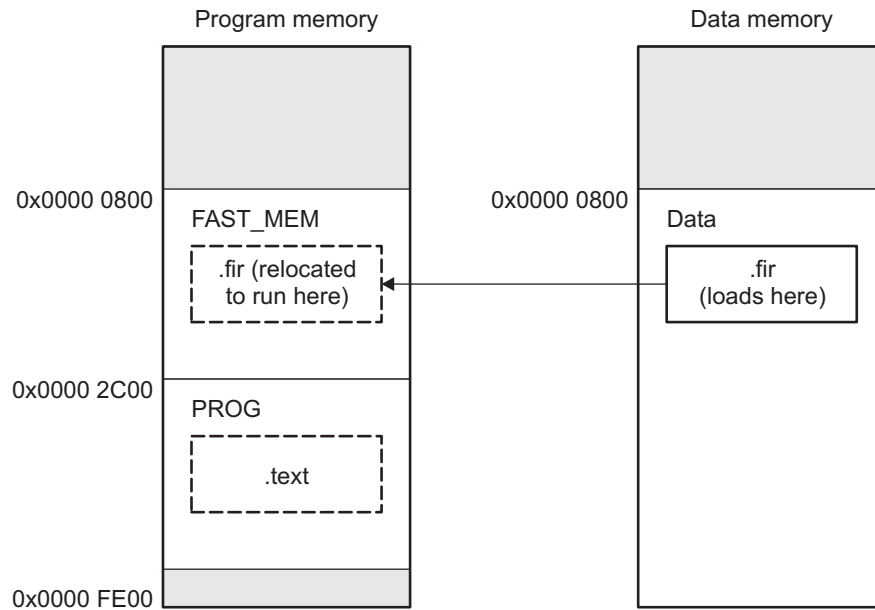 Program memory
Data memory
0x0000 0800
0x0000 0800
FAST_MEM
Data
.fir (relocated
to run here)
.fir
(loads here)
0x0000 2C00
PROG
.text
0x0000 FE00